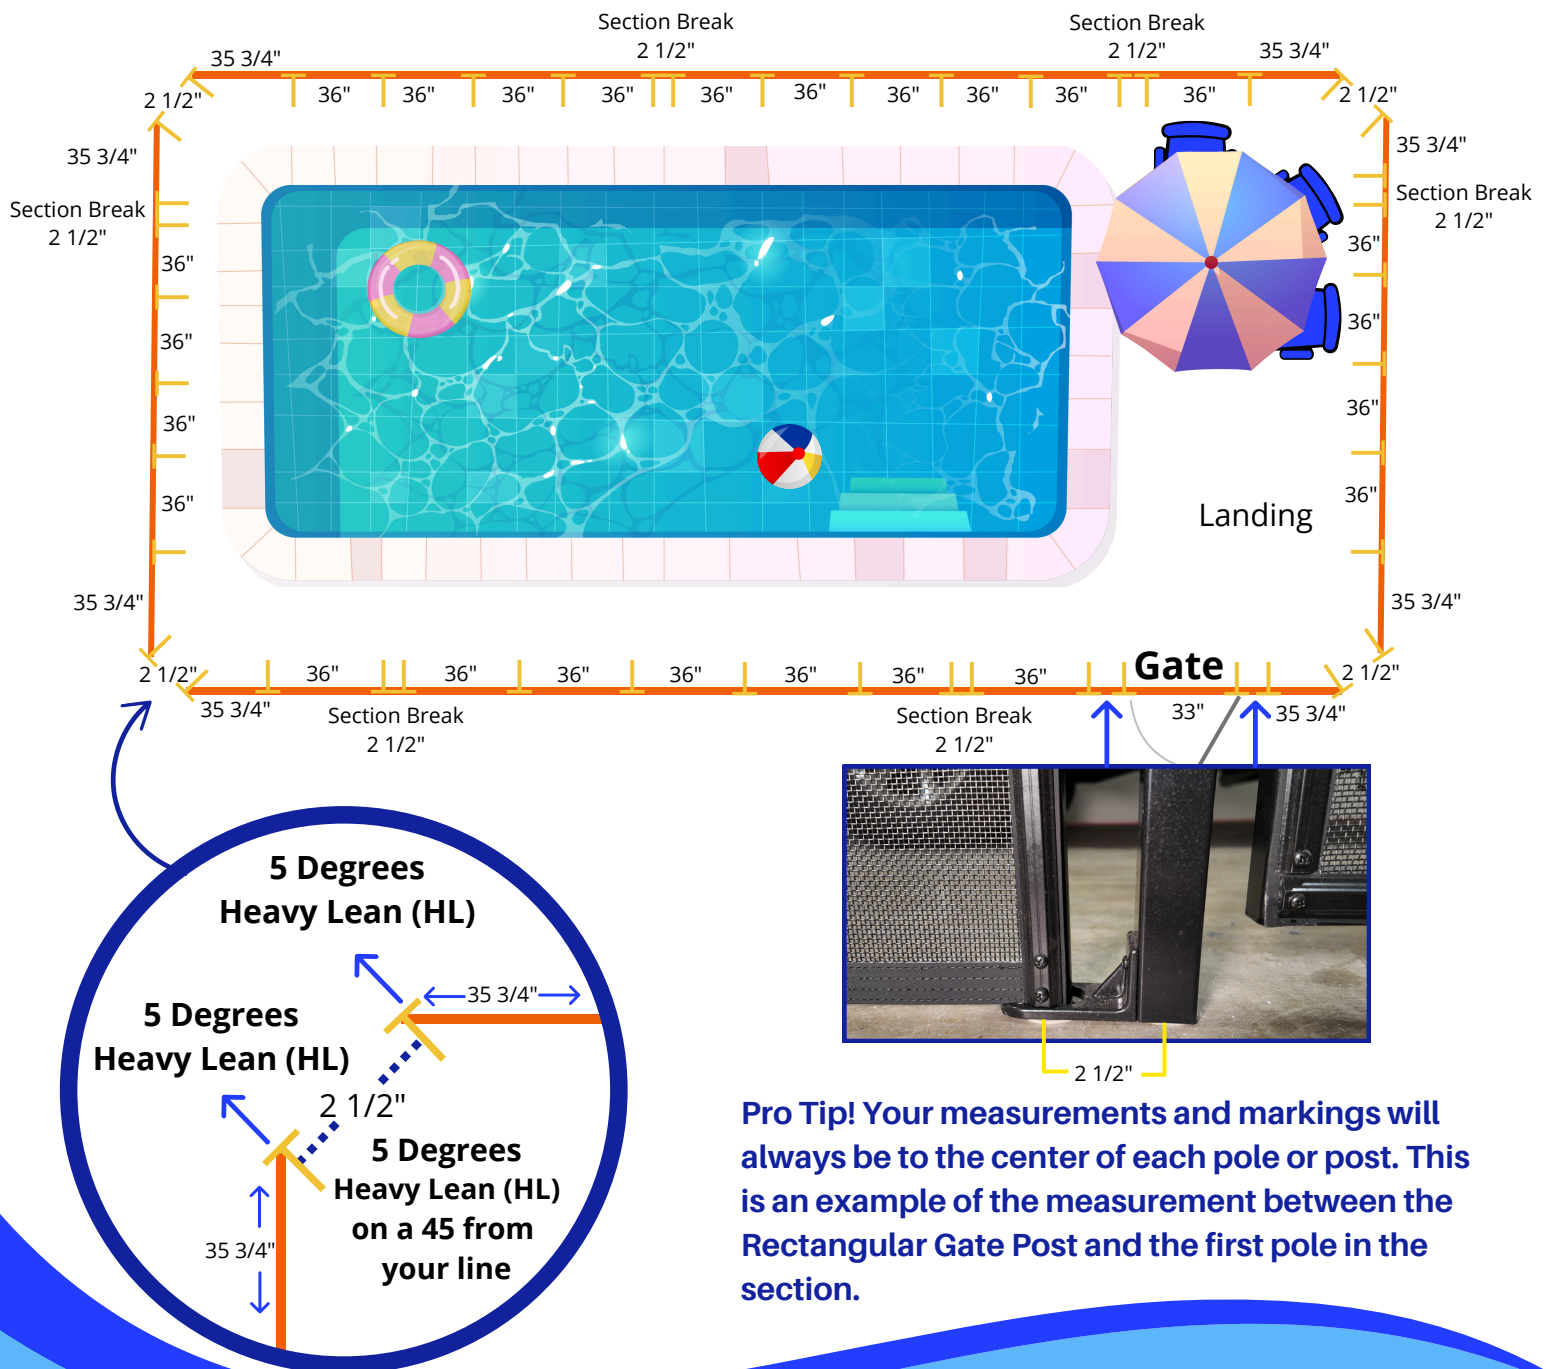 Section Break
2 1/2"
Section Break
2 1/2"
35 3/4"
35 3/4"
36"
36"
36"
36"
36"
36"
36"
36"
36"
36"
2 1/2"
2 1/2"
35 3/4"
35 3/4"
Section Break
2 1/2"
Section Break
2 1/2"
36"
36"
36"
36"
36"
36"
36"
36"
Landing
35 3/4"
35 3/4"
2 1/2"
36"
36"
36"
36"
36"
36"
36"
Gate
2 1/2"
35 3/4"
Section Break
2 1/2"
Section Break
2 1/2"
33"
35 3/4"
5 Degrees
Heavy Lean (HL)
35 3/4"
5 Degrees
Heavy Lean (HL)
2 1/2"
5 Degrees
Heavy Lean (HL)
on a 45 from
your line
35 3/4"
2 1/2"
Pro Tip! Your measurements and markings will
always be to the center of each pole or post. This
is an example of the measurement between the
Rectangular Gate Post and the first pole in the
section.